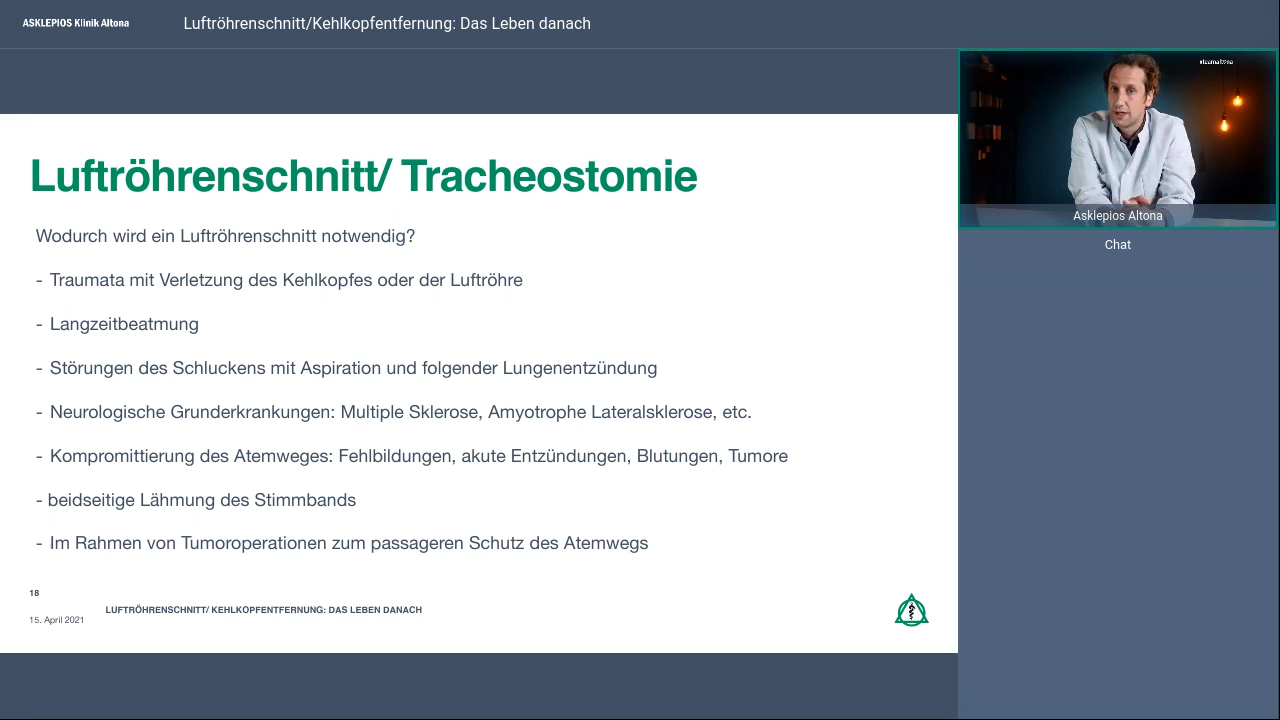 ASKLEPIOS Klinik Altona
Luftröhrenschnitt/Kehlkopfentfernung: Das Leben danach
#teamaltona
Asklepios Altona
Chat
Luftröhrenschnitt/ Tracheostomie
Wodurch wird ein Luftröhrenschnitt notwendig?
- Traumata mit Verletzung des Kehlkopfes oder der Luftröhre
- Langzeitbeatmung
- Störungen des Schluckens mit Aspiration und folgender Lungenentzündung
- Neurologische Grunderkrankungen: Multiple Sklerose, Amyotrophe Lateralsklerose, etc.
- Kompromittierung des Atemweges: Fehlbildungen, akute Entzündungen, Blutungen, Tumore
- beidseitige Lähmung des Stimmbands
- Im Rahmen von Tumoroperationen zum passageren Schutz des Atemwegs
18
LUFTRÖHRENSCHNITT/ KEHLKOPFENTFERNUNG: DAS LEBEN DANACH
15. April 2021